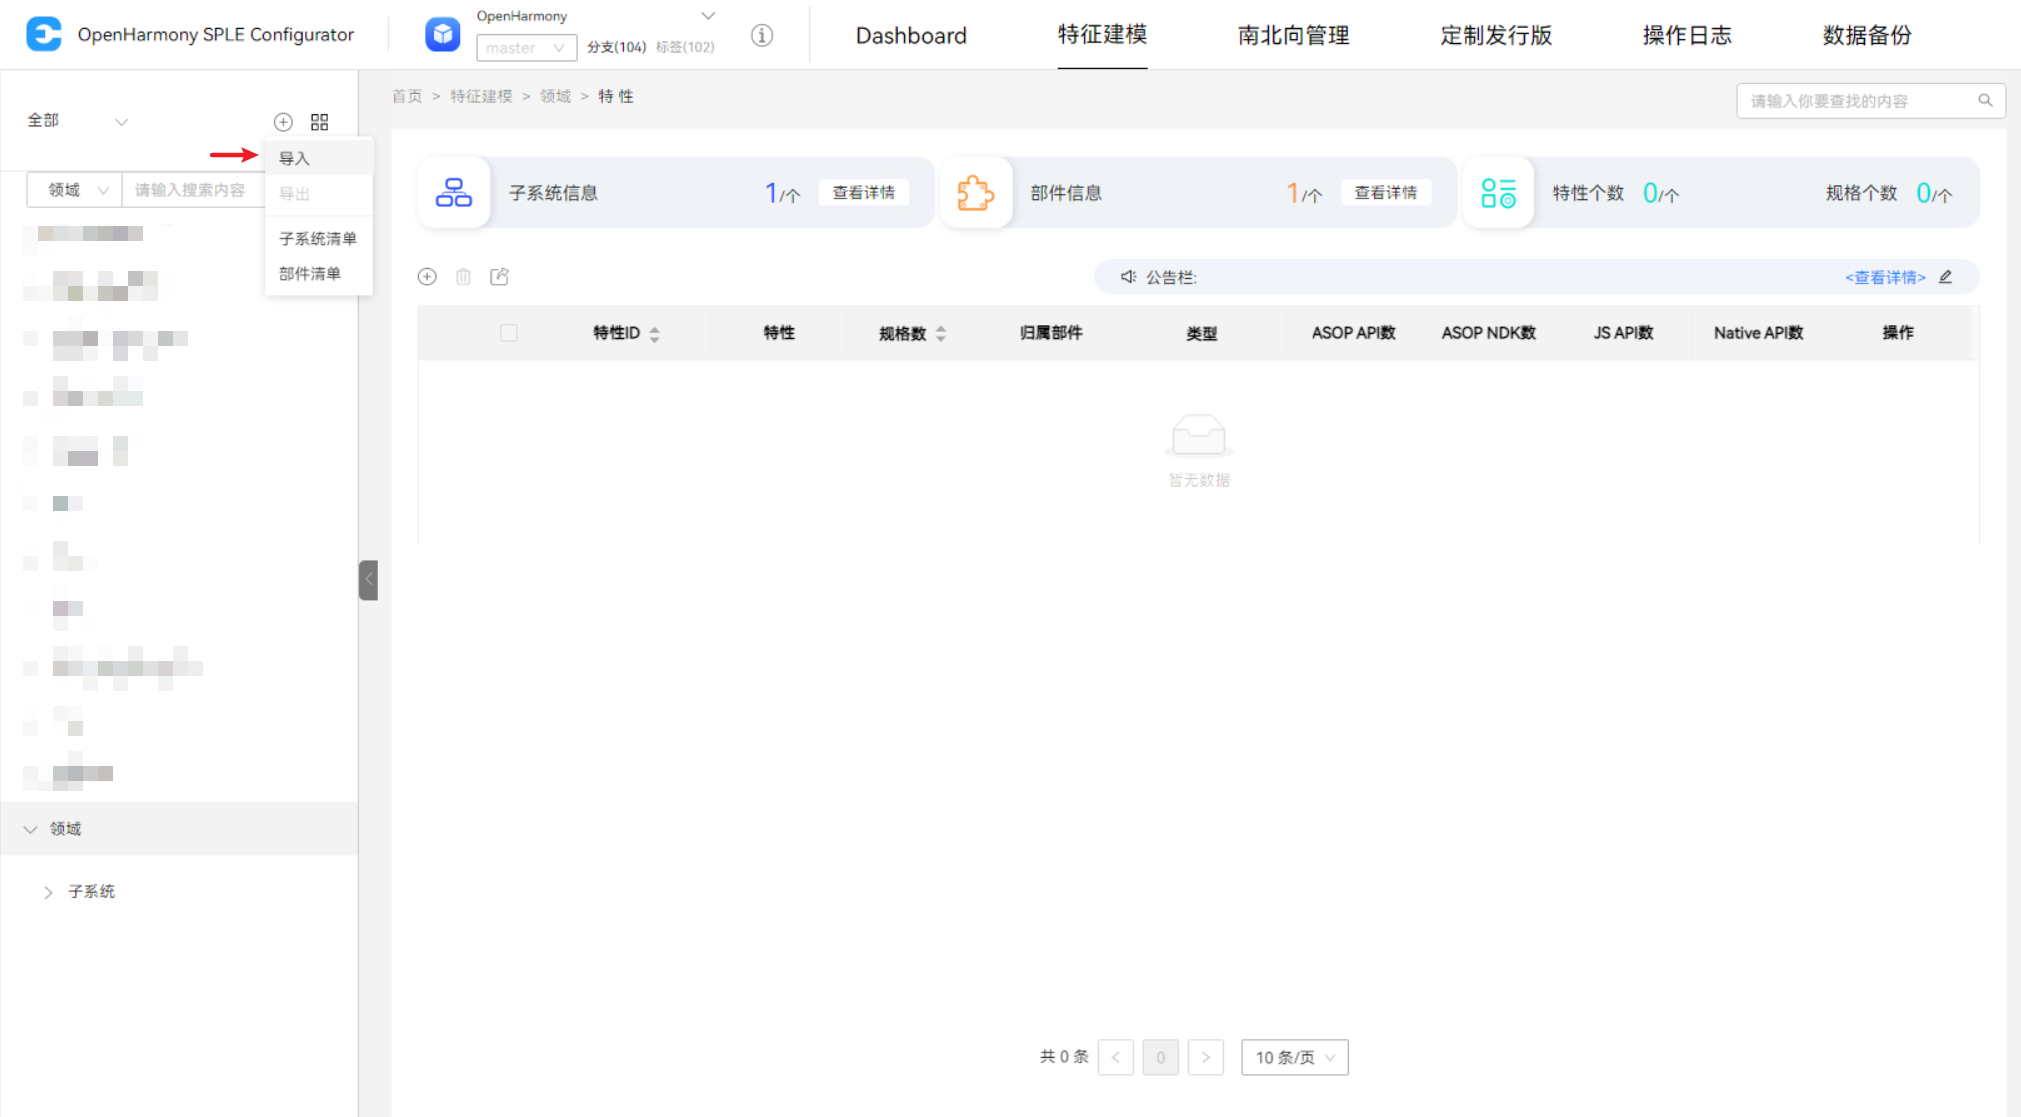 OpenHarmony SPLE Configurator
OpenHarmony
master
分支(104) 标签(102)
Dashboard
特征建模
南北向管理
定制发行版
操作日志
数据备份
首页 > 特征建模 > 领域 > 特 性
请输入你要查找的内容
全部
导入
导出
子系统清单
部件清单
领域
请输入搜索内容
领域
子系统
子系统信息
1/个
查看详情
部件信息
1/个
查看详情
特性个数
0/个
规格个数
0/个
公告栏:
<查看详情>
特性ID 特性 规格数 归属部件 类型 ASOP API数 ASOP NDK数 JS API数 Native API数 操作
暂无数据
共 0 条 < 0 > 10 条/页